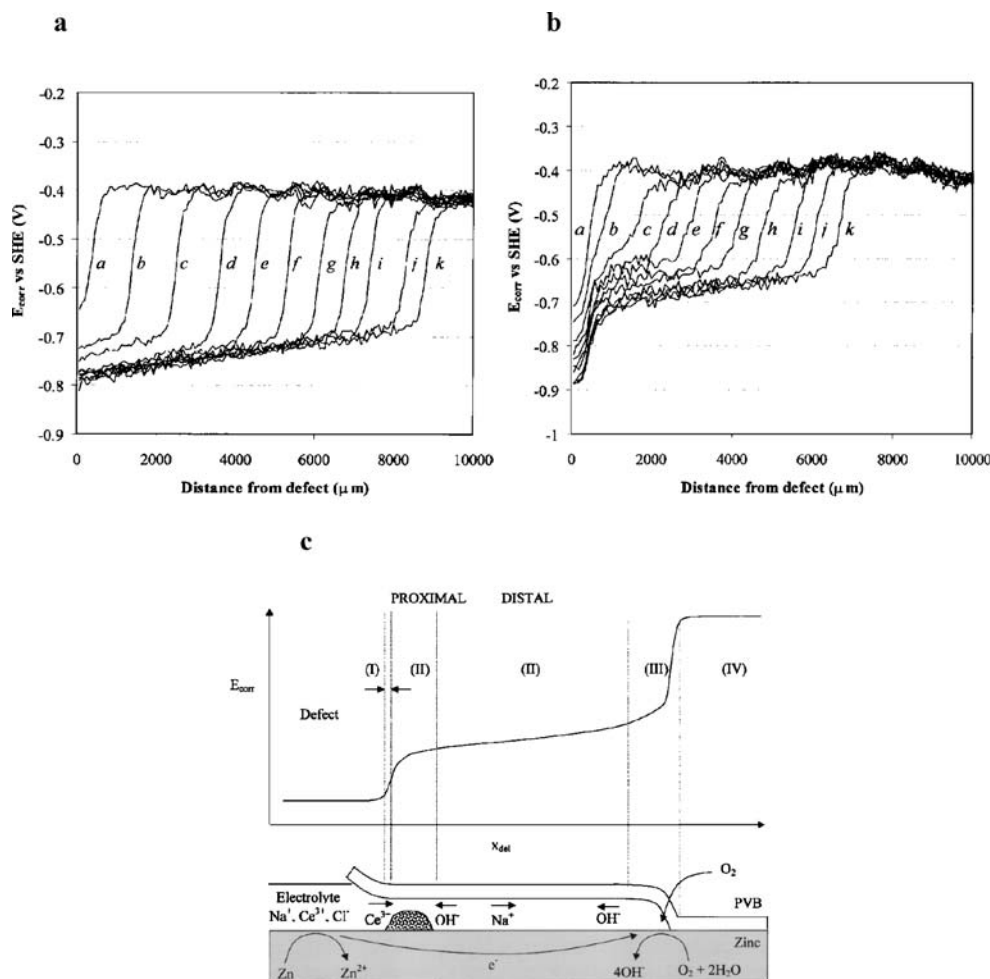 a
b
-0.2
-0.3
-0.4
-0.5
-0.6
-0.7
-0.8
-0.9
E_corr vs SHE (V)
a b c d e f g h i j k
0 2000 4000 6000 8000 10000
Distance from defect (μm)
-0.2
-0.3
-0.4
-0.5
-0.6
-0.7
-0.8
-0.9
-1
E_corr vs SHE (V)
a b c d e f g h i j k
0 2000 4000 6000 8000 10000
Distance from defect (μm)
c
PROXIMAL DISTAL
(I) (II) (II) (III) (IV)
E_corr
Defect
x_del
O₂
Electrolyte
PVB
Na⁺, Ce³⁺, Cl⁻
Ce³⁺ OH⁻ Na⁺ OH⁻
Zinc
Zn Zn²⁺ e⁻ 4OH⁻ O₂ + 2H₂O